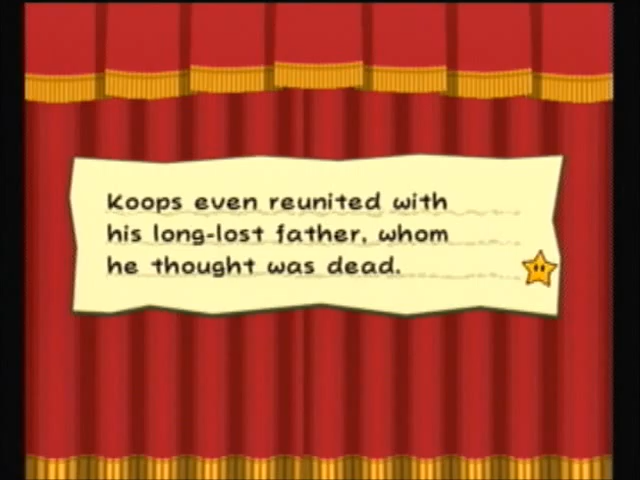 Koops even reunited with
his long-lost father, whom
he thought was dead.